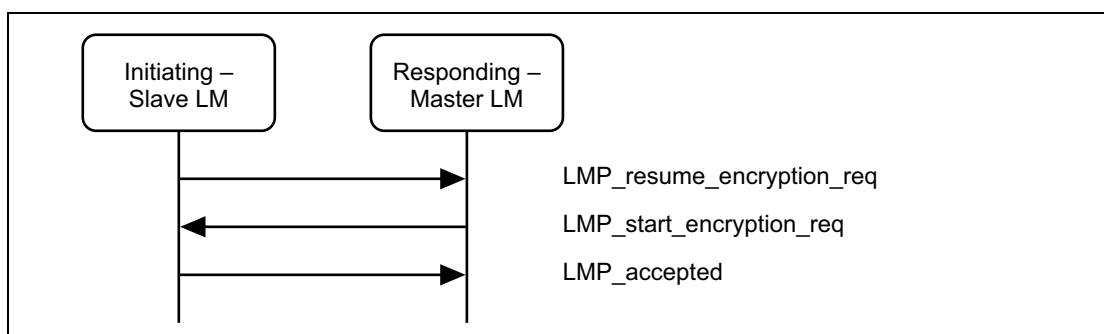 Initiating –
Slave LM
Responding –
Master LM
LMP_resume_encryption_req
LMP_start_encryption_req
LMP_accepted